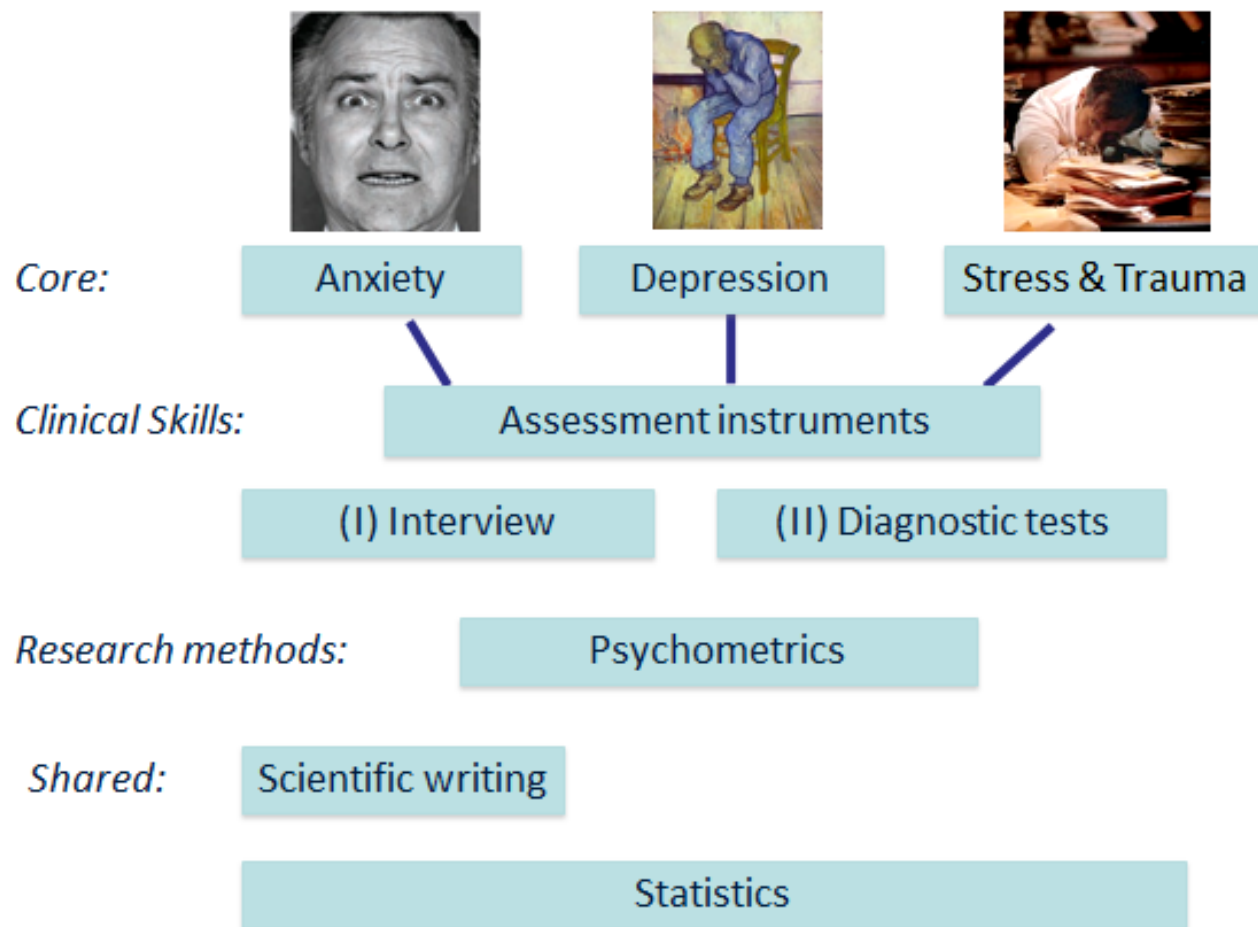 Core:
Anxiety
Depression
Stress & Trauma
Clinical Skills:
Assessment instruments
(I) Interview
(II) Diagnostic tests
Research methods:
Psychometrics
Shared:
Scientific writing
Statistics